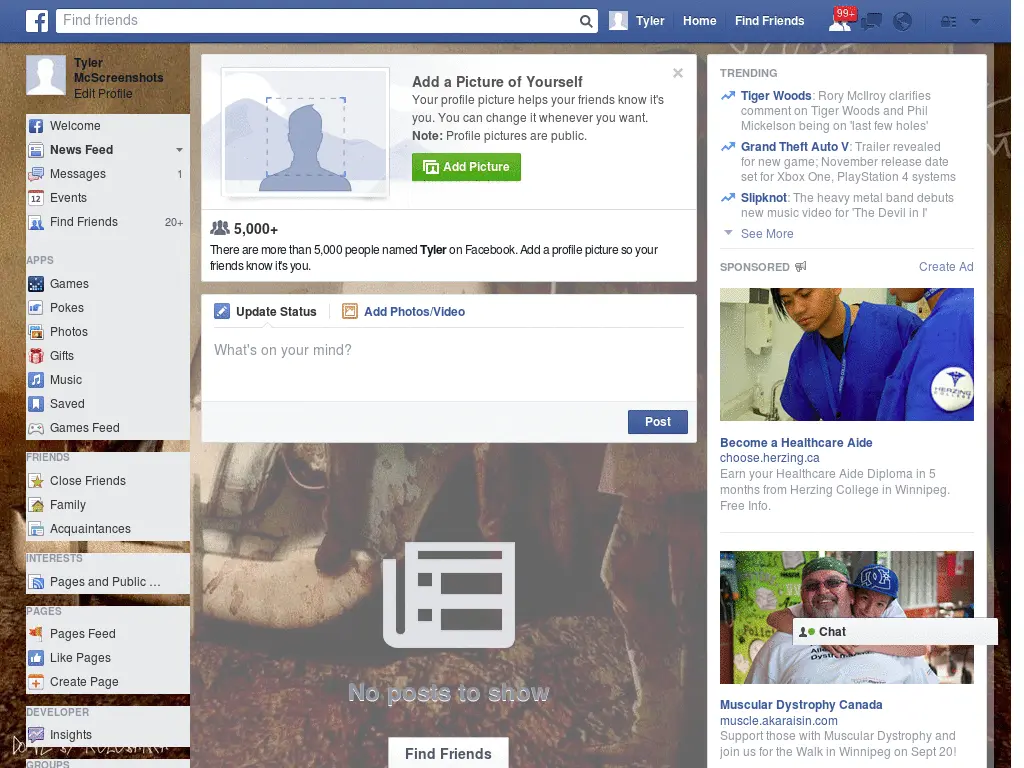 Find friends
Tyler
Home
Find Friends
99+
Tyler
McScreenshots
Edit Profile
Welcome
News Feed
Messages 1
12 Events
Find Friends 20+
APPS
Games
Pokes
Photos
Gifts
Music
Saved
Games Feed
FRIENDS
Close Friends
Family
Acquaintances
INTERESTS
Pages and Public ...
PAGES
Pages Feed
Like Pages
Create Page
DEVELOPER
Insights
GROUPS
Add a Picture of Yourself
Your profile picture helps your friends know it's
you. You can change it whenever you want.
Note: Profile pictures are public.
Add Picture
5,000+
There are more than 5,000 people named Tyler on Facebook. Add a profile picture so your
friends know it's you.
Update Status
Add Photos/Video
What's on your mind?
Post
No posts to show
Find Friends
TRENDING
Tiger Woods: Rory McIlroy clarifies
comment on Tiger Woods and Phil
Mickelson being on 'last few holes'
Grand Theft Auto V: Trailer revealed
for new game; November release date
set for Xbox One, PlayStation 4 systems
Slipknot: The heavy metal band debuts
new music video for 'The Devil in I'
See More
SPONSORED
Create Ad
HERZING
COLLEGE
Become a Healthcare Aide
choose.herzing.ca
Earn your Healthcare Aide Diploma in 5
months from Herzing College in Winnipeg.
Free Info.
Chat
Muscular Dystrophy Canada
muscle.akaraisin.com
Support those with Muscular Dystrophy and
join us for the Walk in Winnipeg on Sept 20!